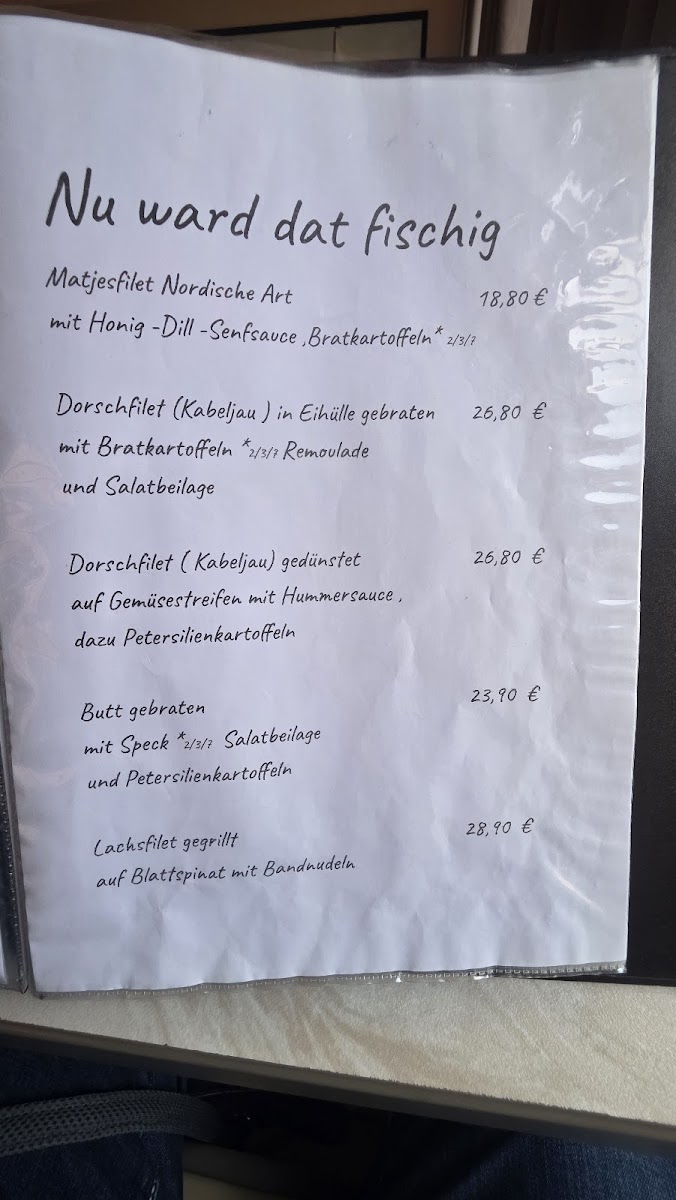 Nu ward dat fischig
Matjesfilet Nordische Art 18,80 €
mit Honig -Dill -Senfsauce ,Bratkartoffeln* 2/3/7
Dorschfilet (Kabeljau ) in Eihülle gebraten 26,80 €
mit Bratkartoffeln *2/3/7 Remoulade
und Salatbeilage
Dorschfilet ( Kabeljau) gedünstet 26,80 €
auf Gemüsestreifen mit Hummersauce ,
dazu Petersilienkartoffeln
Butt gebraten 23,90 €
mit Speck *2/3/7 Salatbeilage
und Petersilienkartoffeln
Lachsfilet gegrillt 28,90 €
auf Blattspinat mit Bandnudeln